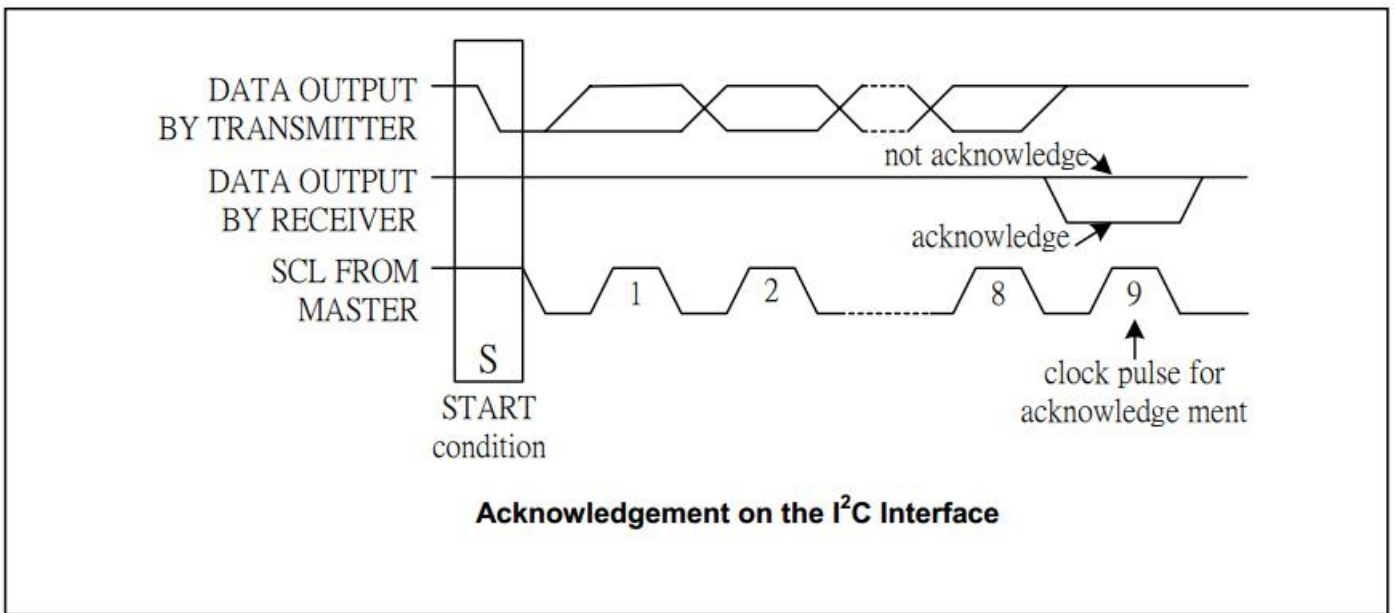 DATA OUTPUT
BY TRANSMITTER
not acknowledge
DATA OUTPUT
BY RECEIVER
acknowledge
SCL FROM
MASTER
1
2
8
9
S
START
condition
clock pulse for
acknowledge ment
Acknowledgement on the I²C Interface